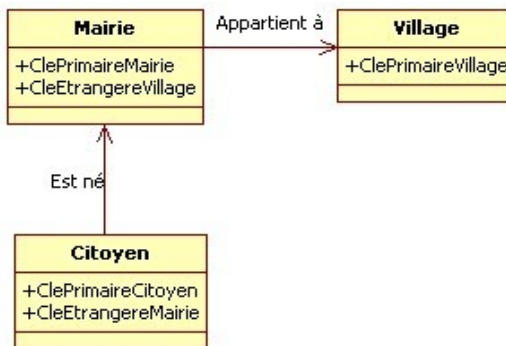 Mairie
+ClePrimaireMairie
+CleEtrangereVillage
Appartient à
Village
+ClePrimaireVillage
Est né
Citoyen
+ClePrimaireCitoyen
+CleEtrangereMairie